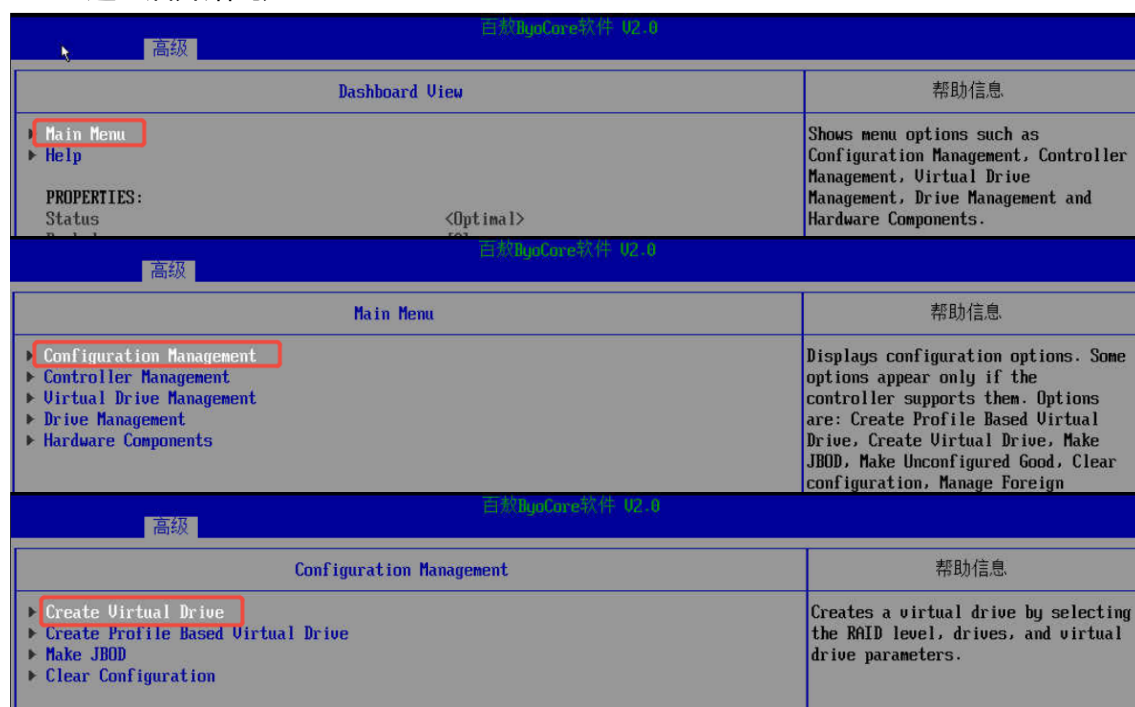 百敖ByoCore软件 V2.0
高级
Dashboard View
帮助信息
Main Menu
Help
PROPERTIES:
Status <Optimal>
Shows menu options such as
Configuration Management, Controller
Management, Virtual Drive
Management, Drive Management and
Hardware Components.
百敖ByoCore软件 V2.0
高级
Main Menu
帮助信息
Configuration Management
Controller Management
Virtual Drive Management
Drive Management
Hardware Components
Displays configuration options. Some
options appear only if the
controller supports them. Options
are: Create Profile Based Virtual
Drive, Create Virtual Drive, Make
JBOD, Make Unconfigured Good, Clear
configuration, Manage Foreign
百敖ByoCore软件 V2.0
高级
Configuration Management
帮助信息
Create Virtual Drive
Create Profile Based Virtual Drive
Make JBOD
Clear Configuration
Creates a virtual drive by selecting
the RAID level, drives, and virtual
drive parameters.